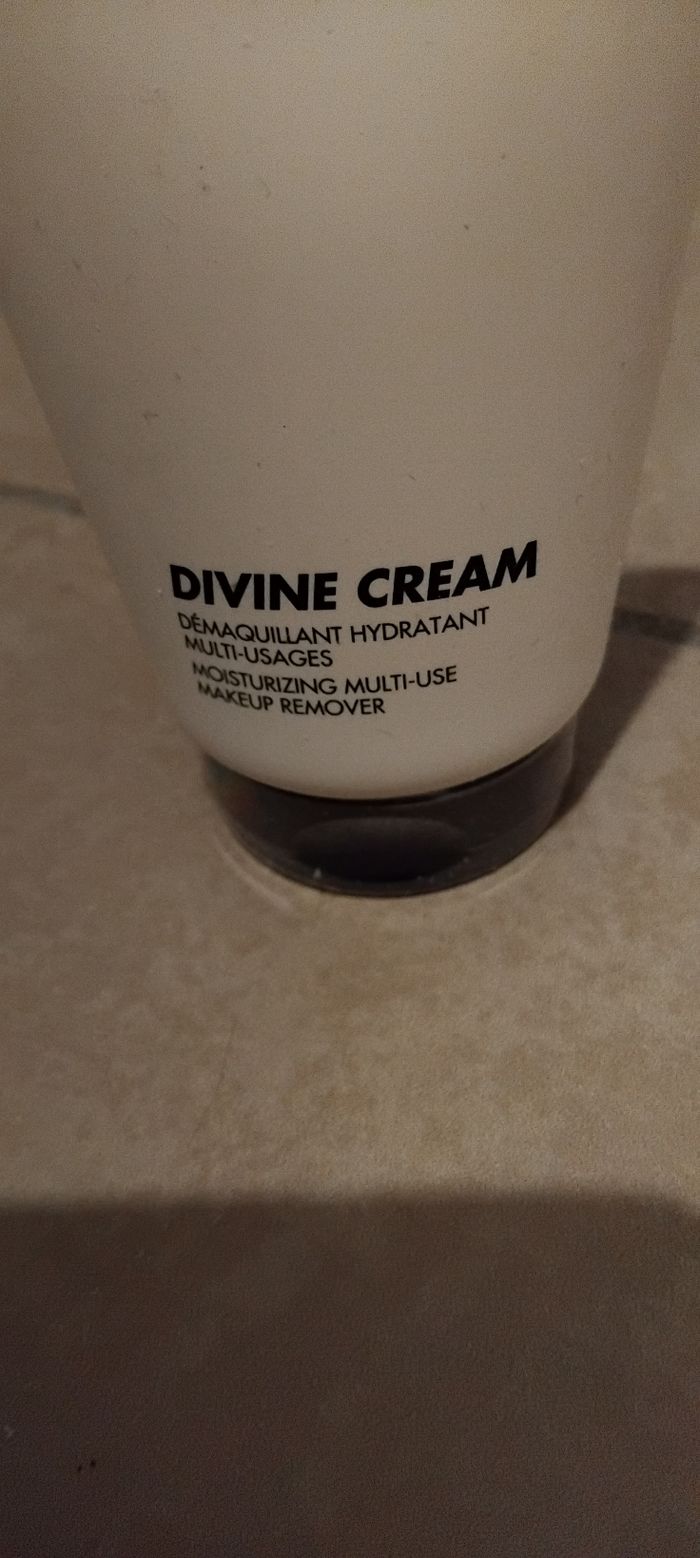 DIVINE CREAM
DÉMAQUILLANT HYDRATANT
MULTI-USAGES
MOISTURIZING MULTI-USE
MAKEUP REMOVER